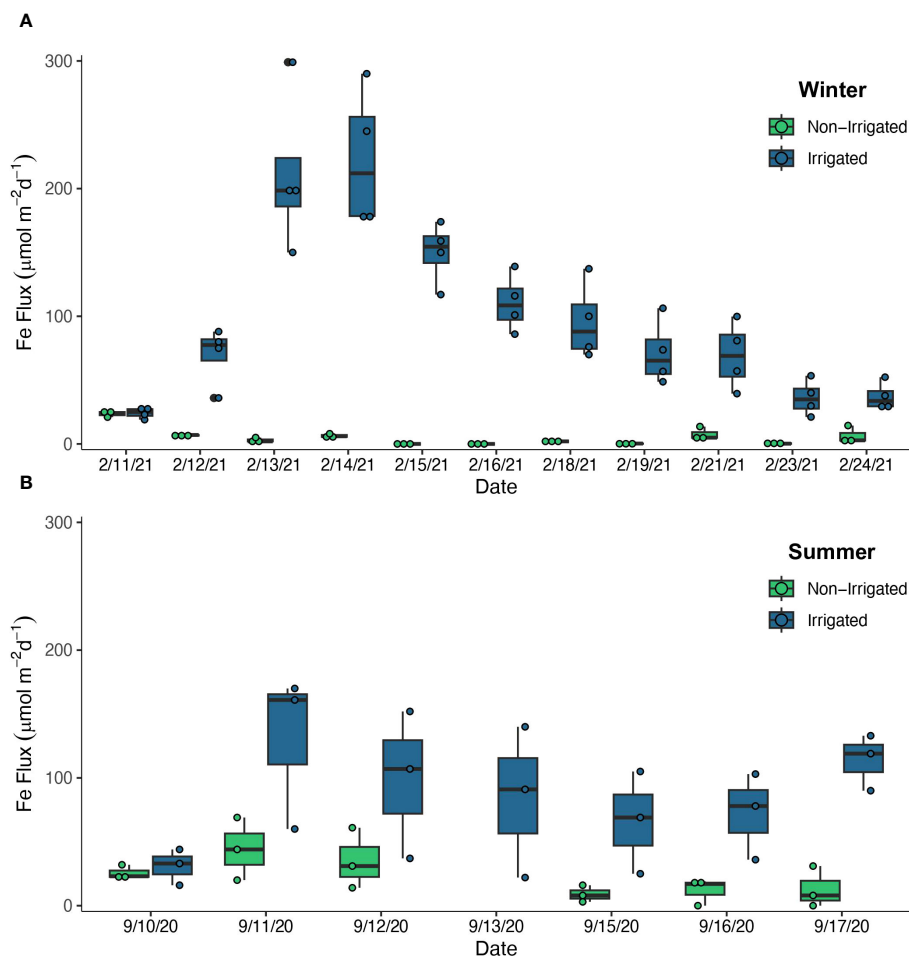 A
300
200
100
0
Fe Flux (μmol m⁻²d⁻¹)
Winter
Non−Irrigated
Irrigated
2/11/21 2/12/21 2/13/21 2/14/21 2/15/21 2/16/21 2/18/21 2/19/21 2/21/21 2/23/21 2/24/21
Date
B
300
200
100
0
Fe Flux (μmol m⁻²d⁻¹)
Summer
Non−Irrigated
Irrigated
9/10/20 9/11/20 9/12/20 9/13/20 9/15/20 9/16/20 9/17/20
Date